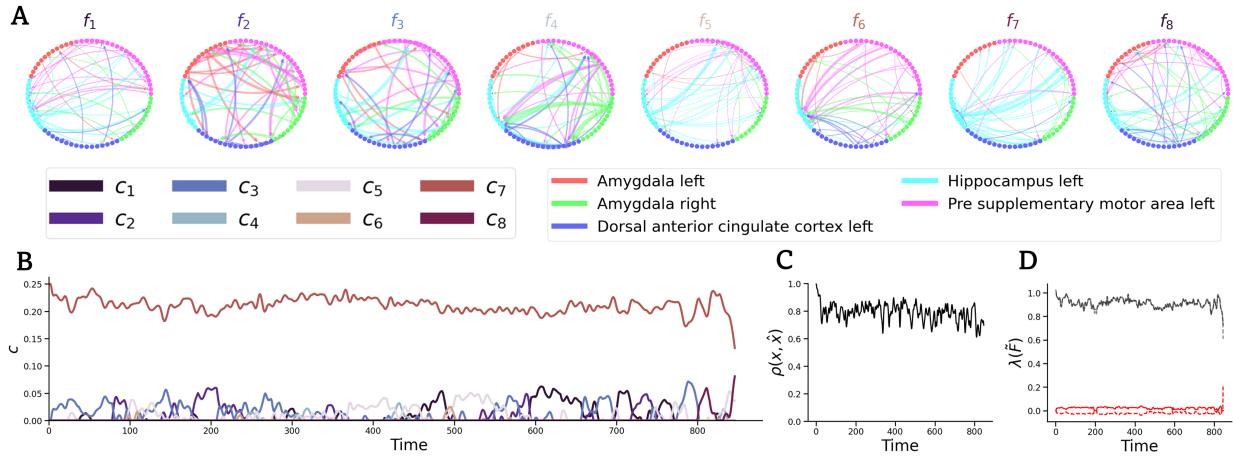 A
f1 f2 f3 f4 f5 f6 f7 f8
c1 c3 c5 c7
c2 c4 c6 c8
Amygdala left
Amygdala right
Dorsal anterior cingulate cortex left
Hippocampus left
Pre supplementary motor area left
B
c
0.25
0.20
0.15
0.10
0.05
0.00
0 100 200 300 400 500 600 700 800
Time
C
ρ(x, x̂)
1.0
0.8
0.6
0.4
0.2
0.0
0 200 400 600 800
Time
D
λ(F̃)
1.0
0.8
0.6
0.4
0.2
0.0
0 200 400 600 800
Time